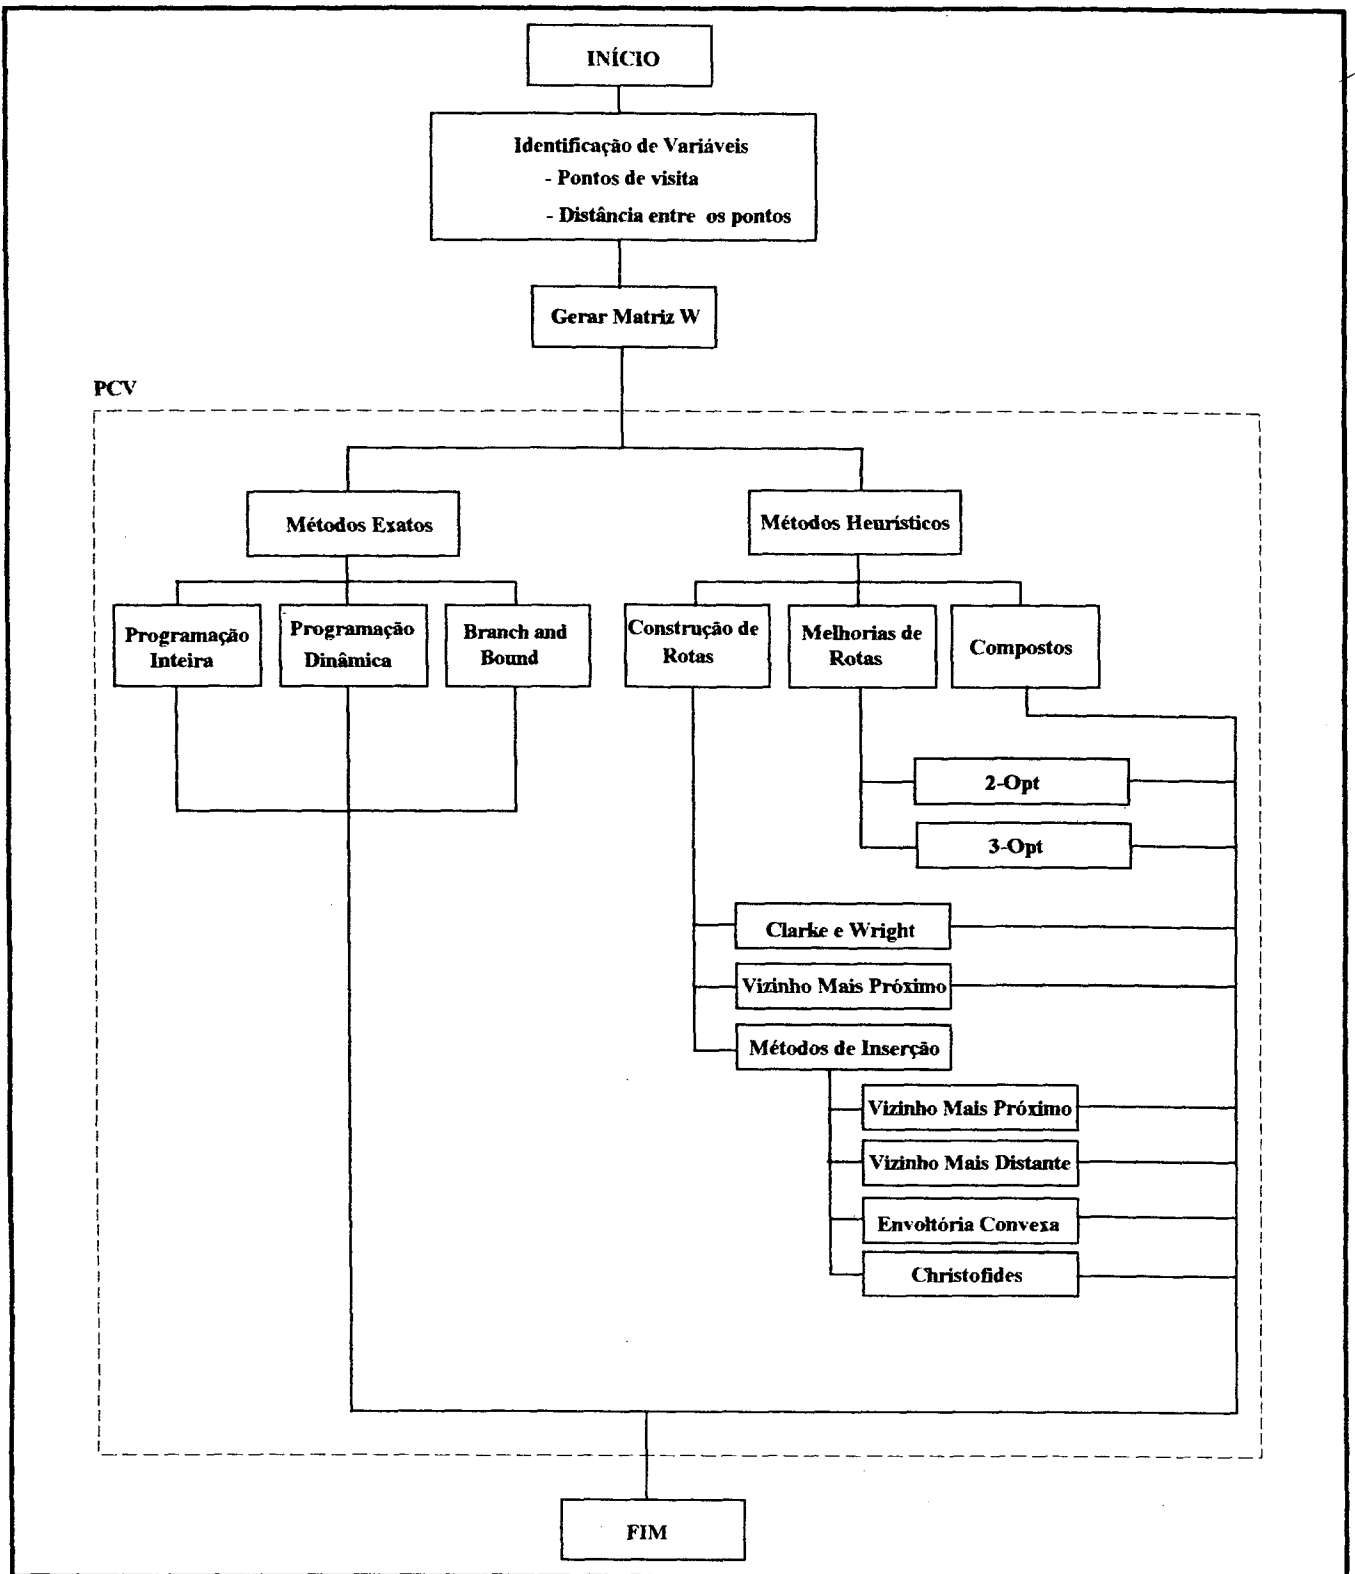 INÍCIO
Identificação de Variáveis
- Pontos de visita
- Distância entre os pontos
Gerar Matriz W
PCV
Métodos Exatos
Métodos Heurísticos
Programação
Inteira
Programação
Dinâmica
Branch and
Bound
Construção de
Rotas
Melhorias de
Rotas
Compostos
2-Opt
3-Opt
Clarke e Wright
Vizinho Mais Próximo
Métodos de Inserção
Vizinho Mais Próximo
Vizinho Mais Distante
Envoltória Convexa
Christofides
FIM